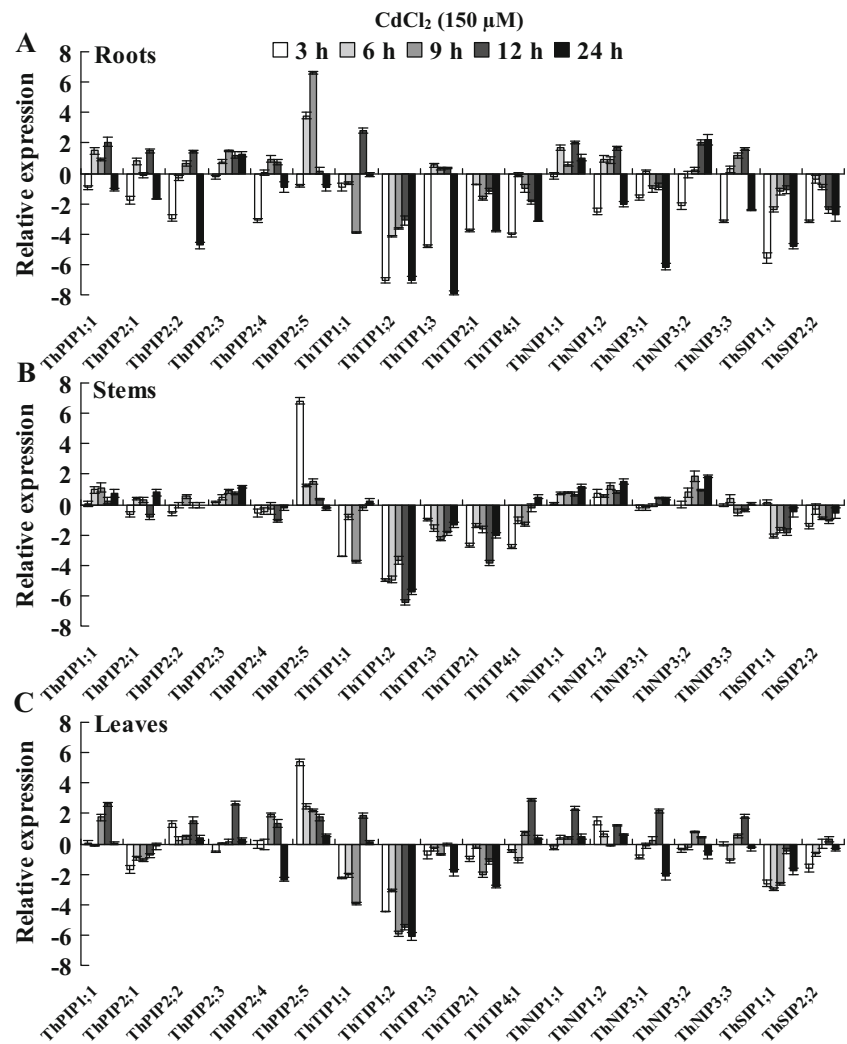 CdCl₂ (150 µM)
3 h 6 h 9 h 12 h 24 h
A Roots
Relative expression
8
6
4
2
0
-2
-4
-6
-8
ThPIP1;1 ThPIP2;1 ThPIP2;2 ThPIP2;3 ThPIP2;4 ThPIP2;5 ThTIP1;1 ThTIP1;2 ThTIP1;3 ThTIP2;1 ThTIP4;1 ThNIP1;1 ThNIP1;2 ThNIP3;1 ThNIP3;2 ThNIP3;3 ThSIP1;1 ThSIP2;2
B Stems
Relative expression
8
6
4
2
0
-2
-4
-6
-8
ThPIP1;1 ThPIP2;1 ThPIP2;2 ThPIP2;3 ThPIP2;4 ThPIP2;5 ThTIP1;1 ThTIP1;2 ThTIP1;3 ThTIP2;1 ThTIP4;1 ThNIP1;1 ThNIP1;2 ThNIP3;1 ThNIP3;2 ThNIP3;3 ThSIP1;1 ThSIP2;2
C Leaves
Relative expression
8
6
4
2
0
-2
-4
-6
-8
ThPIP1;1 ThPIP2;1 ThPIP2;2 ThPIP2;3 ThPIP2;4 ThPIP2;5 ThTIP1;1 ThTIP1;2 ThTIP1;3 ThTIP2;1 ThTIP4;1 ThNIP1;1 ThNIP1;2 ThNIP3;1 ThNIP3;2 ThNIP3;3 ThSIP1;1 ThSIP2;2